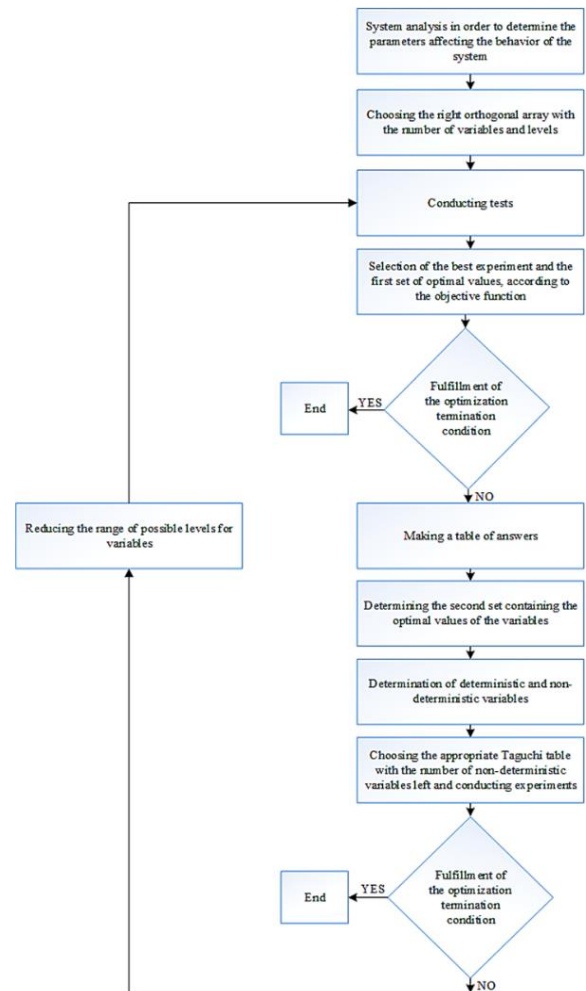 System analysis in order to determine the
parameters affecting the behavior of the
system
Choosing the right orthogonal array with
the number of variables and levels
Conducting tests
Selection of the best experiment and the
first set of optimal values, according to
the objective function
Fulfillment of
the optimization
termination
condition
YES
End
NO
Reducing the range of possible levels for
variables
Making a table of answers
Determining the second set containing the
optimal values of the variables
Determination of deterministic and non-
deterministic variables
Choosing the appropriate Taguchi table
with the number of non-deterministic
variables left and conducting experiments
Fulfillment of
the optimization
termination
condition
YES
End
NO